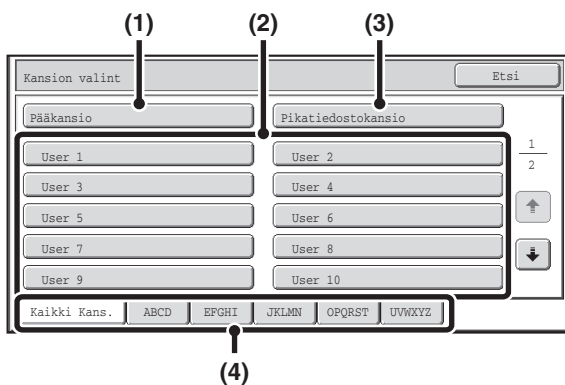 (1) (2) (3)
Kansion valint Etsi
Pääkansio Pikatiedostokansio
User 1 User 2
User 3 User 4
User 5 User 6
User 7 User 8
User 9 User 10
1
2
Kaikki Kans. ABCD EFGHI JKLMN OPQRST UVWXYZ
(4)